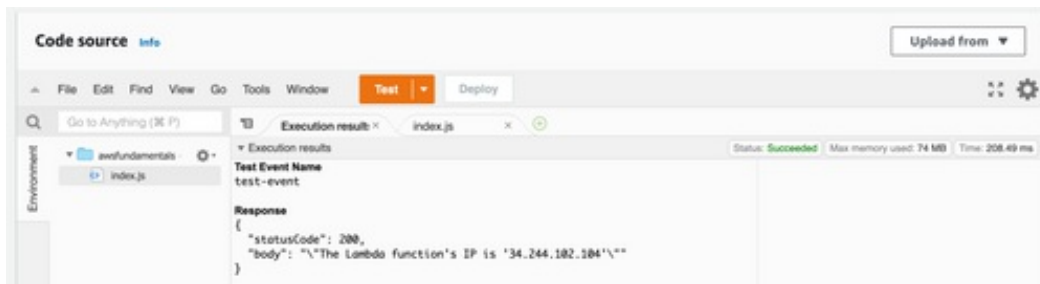 Code source Info
Upload from
File Edit Find View Go Tools Window Test Deploy
Go to Anything (⌘ P)
Execution result: index.js
Environment
awsfundamentals
index.js
Execution results
Status: Succeeded Max memory used: 74 MB Time: 208.49 ms
Test Event Name
test-event
Response
{
"statusCode": 200,
"body": "\"The Lambda function's IP is '34.244.102.104'\""
}